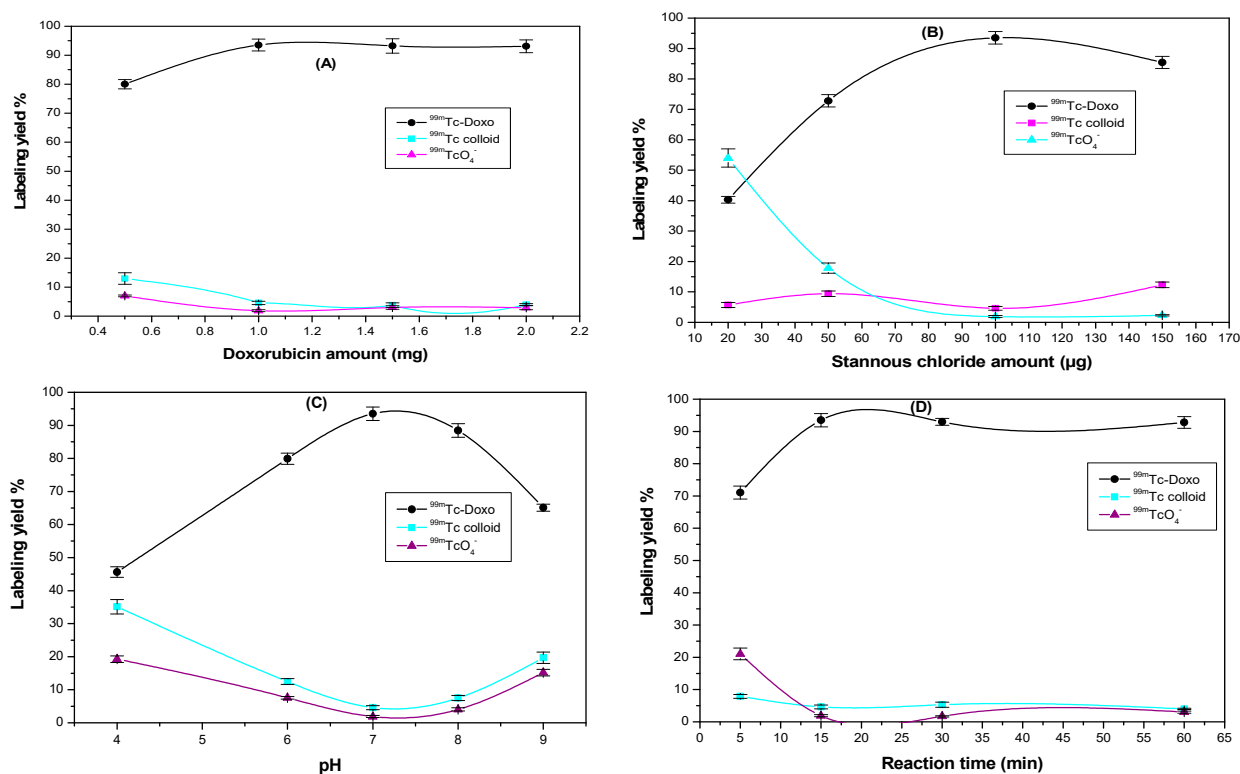 (A)
Labeling yield %
100
90
80
70
60
50
40
30
20
10
0
⁹⁹ᵐTc-Doxo
⁹⁹ᵐTc colloid
⁹⁹ᵐTcO₄⁻
0.4 0.6 0.8 1.0 1.2 1.4 1.6 1.8 2.0 2.2
Doxorubicin amount (mg)
(B)
Labeling yield %
100
90
80
70
60
50
40
30
20
10
0
⁹⁹ᵐTc-Doxo
⁹⁹ᵐTc colloid
⁹⁹ᵐTcO₄⁻
10 20 30 40 50 60 70 80 90 100 110 120 130 140 150 160 170
Stannous chloride amount (µg)
(C)
Labeling yield %
100
90
80
70
60
50
40
30
20
10
0
⁹⁹ᵐTc-Doxo
⁹⁹ᵐTc colloid
⁹⁹ᵐTcO₄⁻
4 5 6 7 8 9
pH
(D)
Labeling yield %
100
90
80
70
60
50
40
30
20
10
0
⁹⁹ᵐTc-Doxo
⁹⁹ᵐTc colloid
⁹⁹ᵐTcO₄⁻
0 5 10 15 20 25 30 35 40 45 50 55 60 65
Reaction time (min)